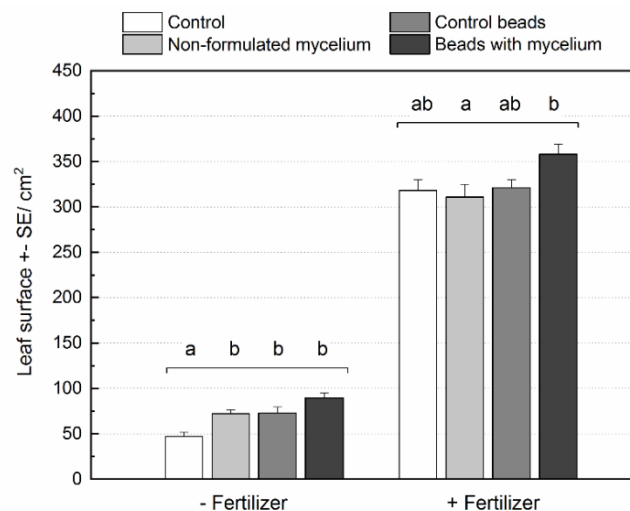 Control
Control beads
Non-formulated mycelium
Beads with mycelium
Leaf surface +- SE/ cm²
450
400
350
300
250
200
150
100
50
0
ab a ab b
a b b b
- Fertilizer
+ Fertilizer